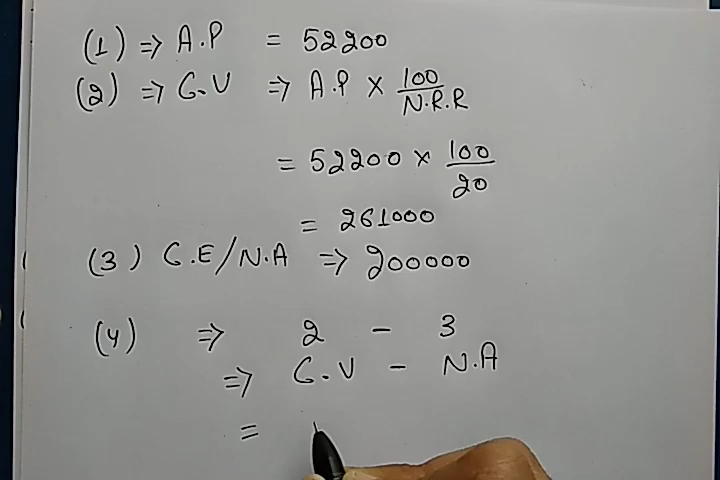 (1) ⇒ A.P = 52200
(2) ⇒ G.V ⇒ A.P × 100/N.R.R
= 52200 × 100/20
= 261000
(3) C.E/N.A ⇒ 200000
(4) ⇒ 2 - 3
⇒ G.V - N.A
=